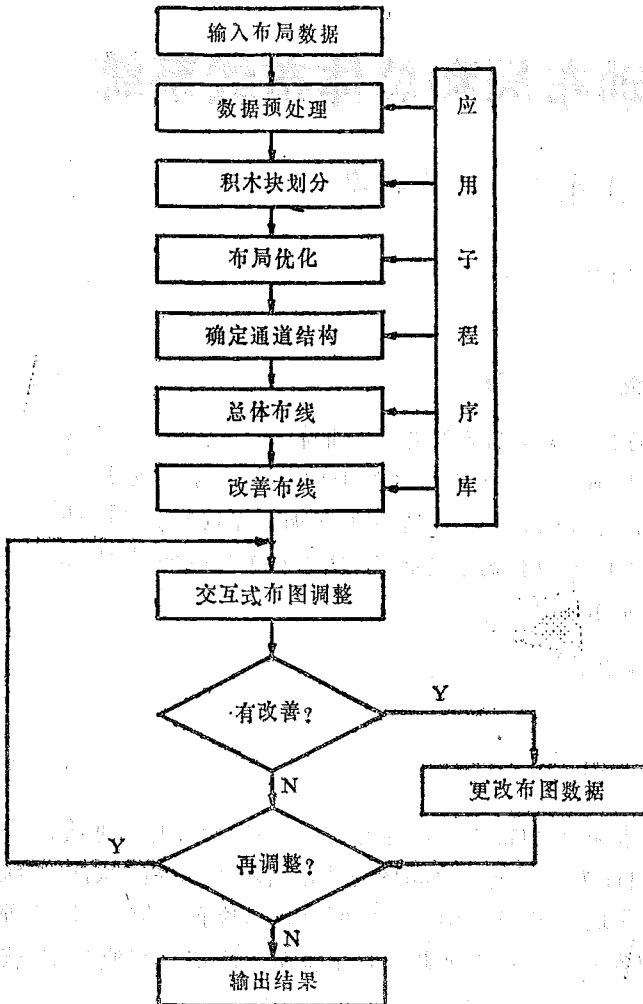 输入布局数据
数据预处理
积木块划分
布局优化
确定通道结构
总体布线
改善布线
应用子程序库
交互式布图调整
有改善?
Y
N
更改布图数据
再调整?
Y
N
输出结果